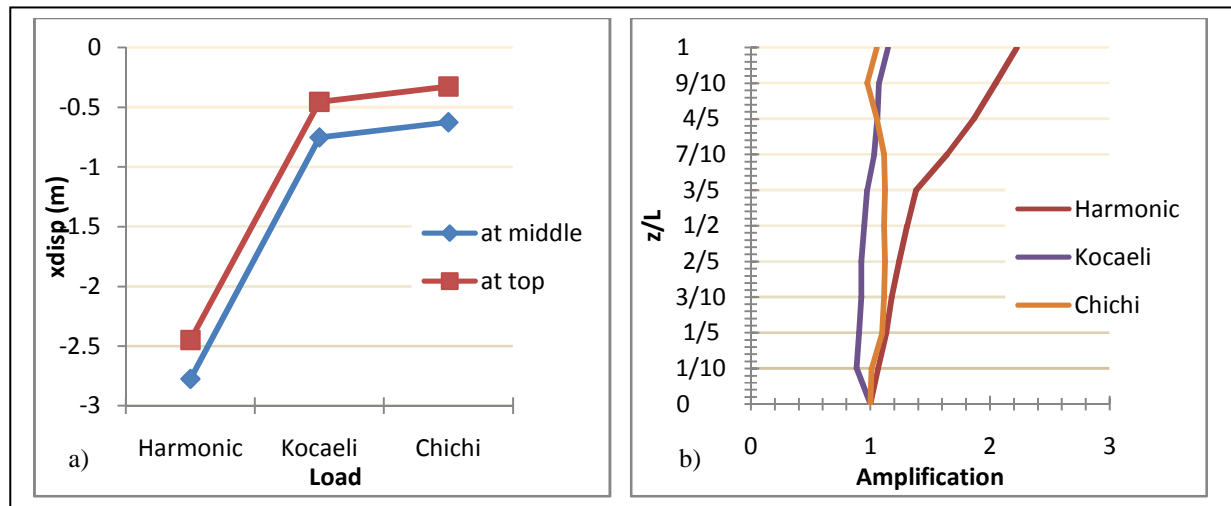 0
-0.5
-1
-1.5
-2
-2.5
-3
xdisp (m)
at middle
at top
Harmonic Kocaeli Chichi
a)
Load
1
9/10
4/5
7/10
3/5
1/2
2/5
3/10
1/5
1/10
0
z/L
Harmonic
Kocaeli
Chichi
0 1 2 3
b)
Amplification